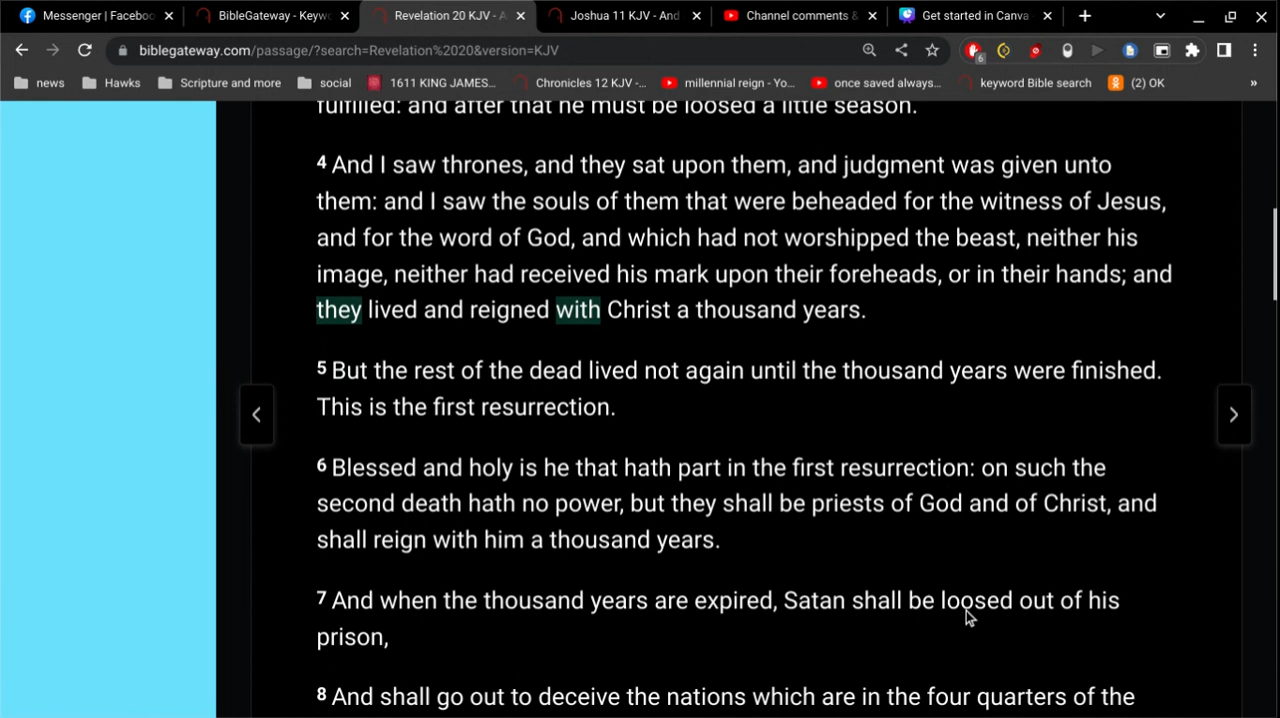 Messenger | Faceboo
BibleGateway - Keyw
Revelation 20 KJV - A
Joshua 11 KJV - And
Channel comments &
Get started in Canva
biblegateway.com/passage/?search=Revelation%2020&version=KJV
6
news
Hawks
Scripture and more
social
1611 KING JAMES...
Chronicles 12 KJV -...
millennial reign - Yo...
once saved always...
keyword Bible search
(2) OK
»
fulfilled: and after that he must be loosed a little season.
4 And I saw thrones, and they sat upon them, and judgment was given unto
them: and I saw the souls of them that were beheaded for the witness of Jesus,
and for the word of God, and which had not worshipped the beast, neither his
image, neither had received his mark upon their foreheads, or in their hands; and
they lived and reigned with Christ a thousand years.
5 But the rest of the dead lived not again until the thousand years were finished.
This is the first resurrection.
6 Blessed and holy is he that hath part in the first resurrection: on such the
second death hath no power, but they shall be priests of God and of Christ, and
shall reign with him a thousand years.
7 And when the thousand years are expired, Satan shall be loosed out of his
prison,
8 And shall go out to deceive the nations which are in the four quarters of the